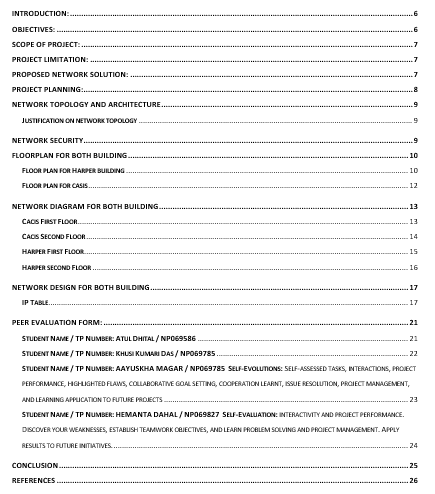 INTRODUCTION: 6
OBJECTIVES: 6
SCOPE OF PROJECT: 7
PROJECT LIMITATION: 7
PROPOSED NETWORK SOLUTION: 7
PROJECT PLANNING: 8
NETWORK TOPOLOGY AND ARCHITECTURE 9
JUSTIFICATION ON NETWORK TOPOLOGY 9
NETWORK SECURITY 9
FLOORPLAN FOR BOTH BUILDING 10
FLOOR PLAN FOR HARPER BUILDING 10
FLOOR PLAN FOR CASIS 12
NETWORK DIAGRAM FOR BOTH BUILDING 13
CACIS FIRST FLOOR 13
CACIS SECOND FLOOR 14
HARPER FIRST FLOOR 15
HARPER SECOND FLOOR 16
NETWORK DESIGN FOR BOTH BUILDING 17
IP TABLE 17
PEER EVALUATION FORM: 21
STUDENT NAME / TP NUMBER: ATUL DHITAL / NP069586 21
STUDENT NAME / TP NUMBER: KHUSI KUMARI DAS / NP069785 22
STUDENT NAME / TP NUMBER: AAYUSKHA MAGAR / NP069785 SELF-EVOLUTIONS: SELF-ASSESSED TASKS, INTERACTIONS, PROJECT
PERFORMANCE, HIGHLIGHTED FLAWS, COLLABORATIVE GOAL SETTING, COOPERATION LEARNT, ISSUE RESOLUTION, PROJECT MANAGEMENT,
AND LEARNING APPLICATION TO FUTURE PROJECTS 23
STUDENT NAME / TP NUMBER: HEMANTA DAHAL / NP069827 SELF-EVALUATION: INTERACTIVITY AND PROJECT PERFORMANCE.
DISCOVER YOUR WEAKNESSES, ESTABLISH TEAMWORK OBJECTIVES, AND LEARN PROBLEM SOLVING AND PROJECT MANAGEMENT. APPLY
RESULTS TO FUTURE INITIATIVES. 24
CONCLUSION 25
REFERENCES 26